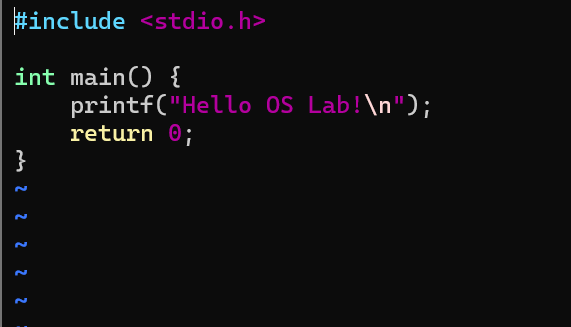 #include <stdio.h>

int main() {
    printf("Hello OS Lab!\n");
    return 0;
}
~
~
~
~
~
~